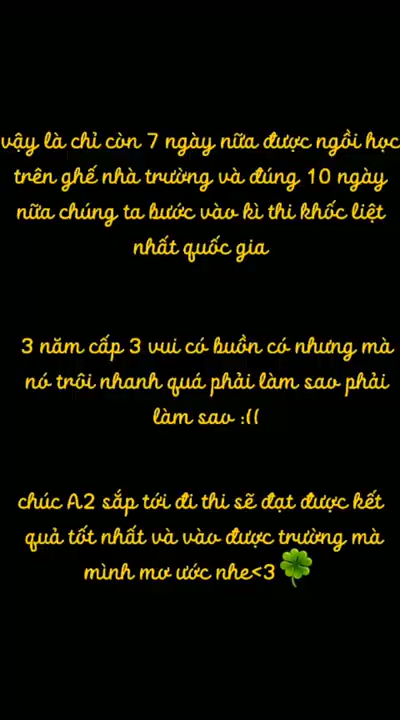 vậy là chỉ còn 7 ngày nữa được ngồi học
trên ghế nhà trường và đúng 10 ngày
nữa chúng ta bước vào kì thi khốc liệt
nhất quốc gia
3 năm cấp 3 vui có buồn có nhưng mà
nó trôi nhanh quá phải làm sao phải
làm sao :((
chúc A2 sắp tới đi thi sẽ đạt được kết
quả tốt nhất và vào được trường mà
mình mơ ước nhe<3🍀